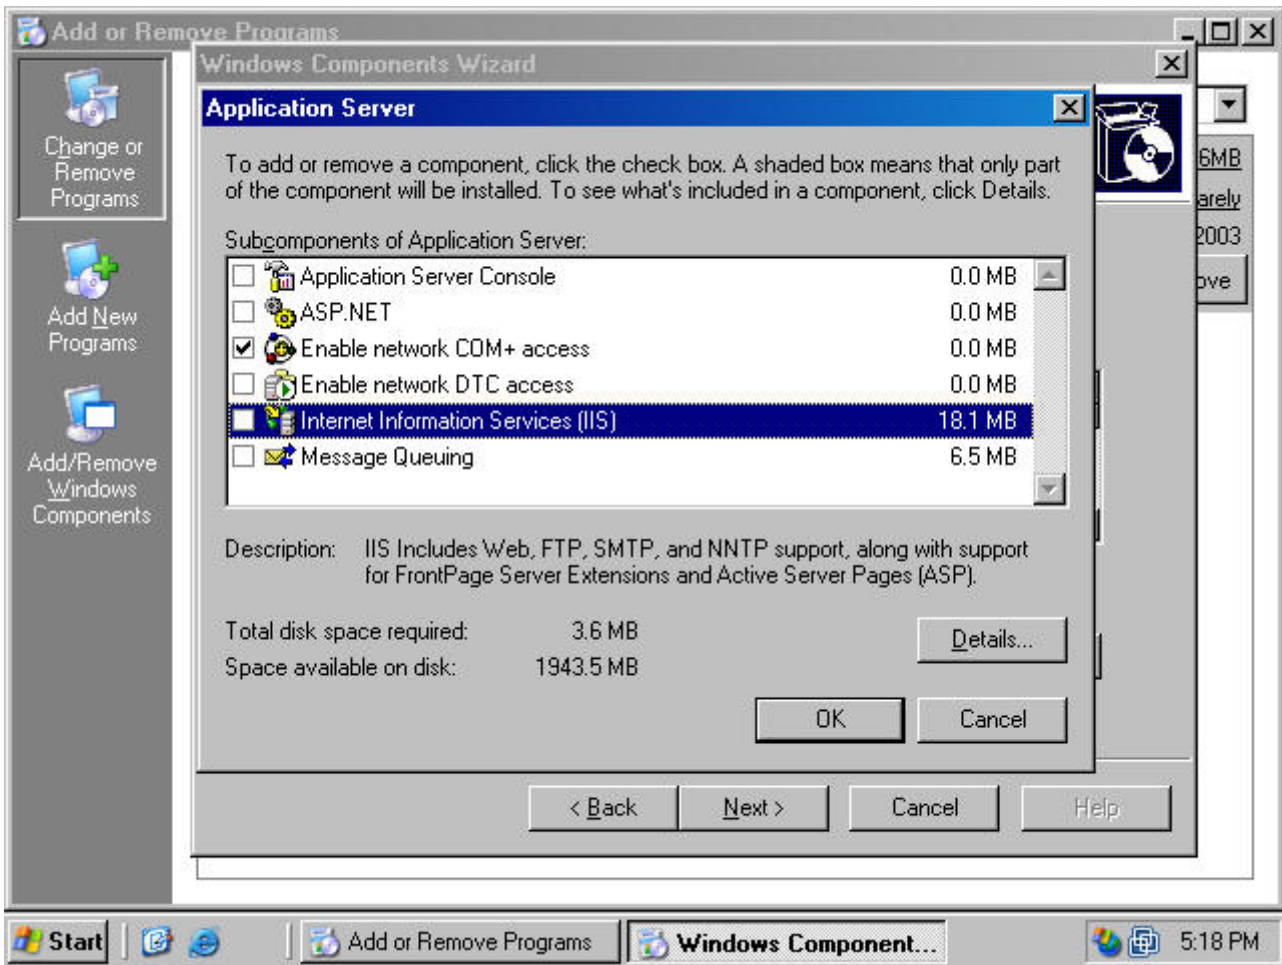 Add or Remove Programs
Windows Components Wizard
Application Server
Change or
Remove
Programs
Add New
Programs
Add/Remove
Windows
Components
To add or remove a component, click the check box. A shaded box means that only part
of the component will be installed. To see what's included in a component, click Details.
Subcomponents of Application Server:
Application Server Console 0.0 MB
ASP.NET 0.0 MB
Enable network COM+ access 0.0 MB
Enable network DTC access 0.0 MB
Internet Information Services (IIS) 18.1 MB
Message Queuing 6.5 MB
Description: IIS Includes Web, FTP, SMTP, and NNTP support, along with support
for FrontPage Server Extensions and Active Server Pages (ASP).
Total disk space required: 3.6 MB
Space available on disk: 1943.5 MB
Details...
OK Cancel
6MB
arely
2003
ove
< Back Next > Cancel Help
Start Add or Remove Programs Windows Component... 5:18 PM